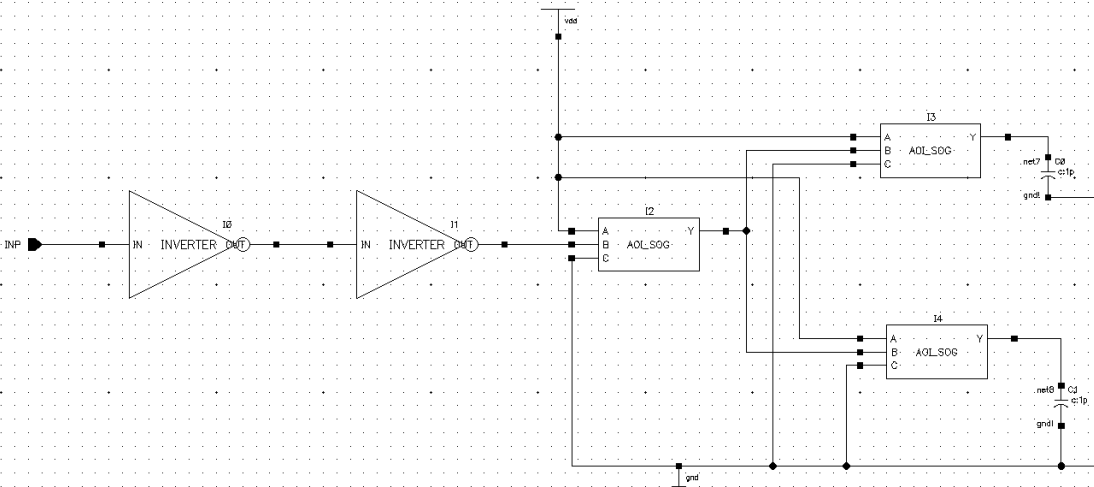 vdd
I3
A Y
B AOI_SOG
C
net7 C0
c:1p
gnd!
I2
A Y
B AOI_SOG
C
I0
INP IN INVERTER OUT
I1
IN INVERTER OUT
I4
A Y
B AOI_SOG
C
net8 C1
c:1p
gnd!
gnd